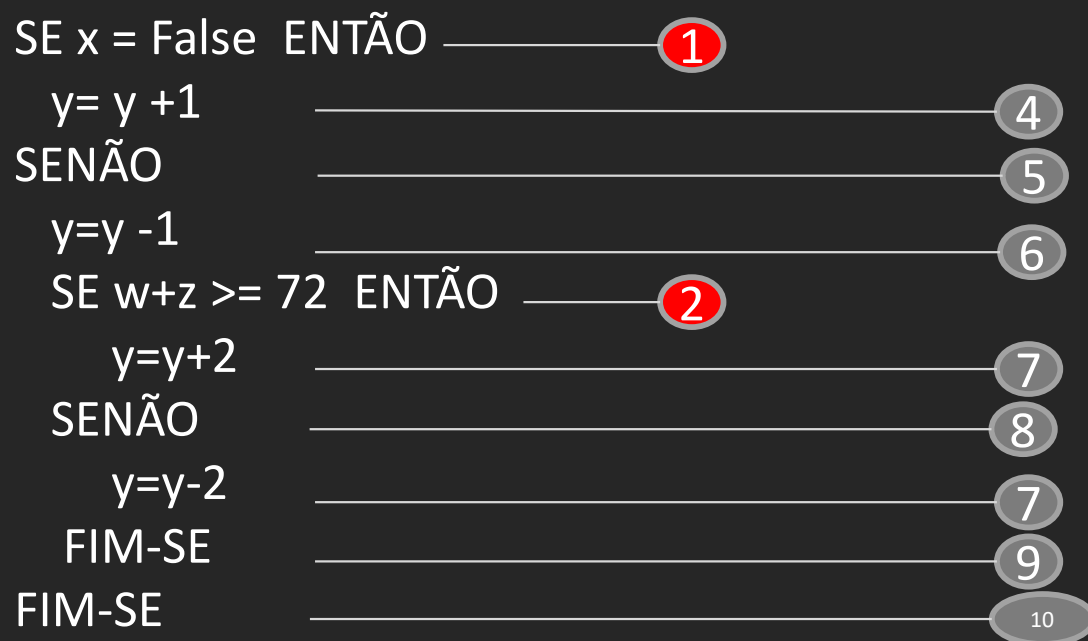 SE x = False ENTÃO 1
y= y +1 4
SENÃO 5
y=y -1 6
SE w+z >= 72 ENTÃO 2
y=y+2 7
SENÃO 8
y=y-2 7
FIM-SE 9
FIM-SE 10